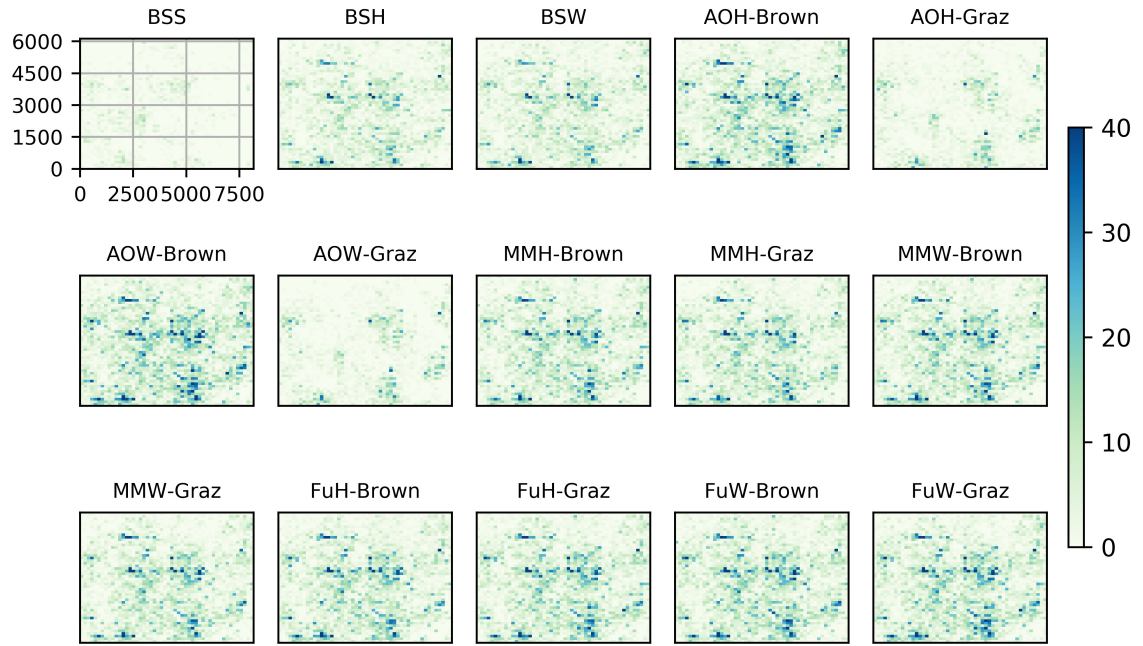 BSS BSH BSW AOH-Brown AOH-Graz
6000
4500
3000
1500
0
0 2500 5000 7500
AOW-Brown AOW-Graz MMH-Brown MMH-Graz MMW-Brown
MMW-Graz FuH-Brown FuH-Graz FuW-Brown FuW-Graz
40
30
20
10
0